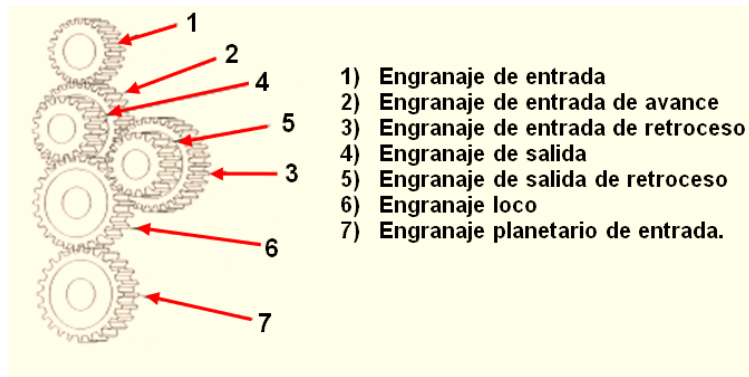 1
2
4
5
3
6
7
1) Engranaje de entrada
2) Engranaje de entrada de avance
3) Engranaje de entrada de retroceso
4) Engranaje de salida
5) Engranaje de salida de retroceso
6) Engranaje loco
7) Engranaje planetario de entrada.